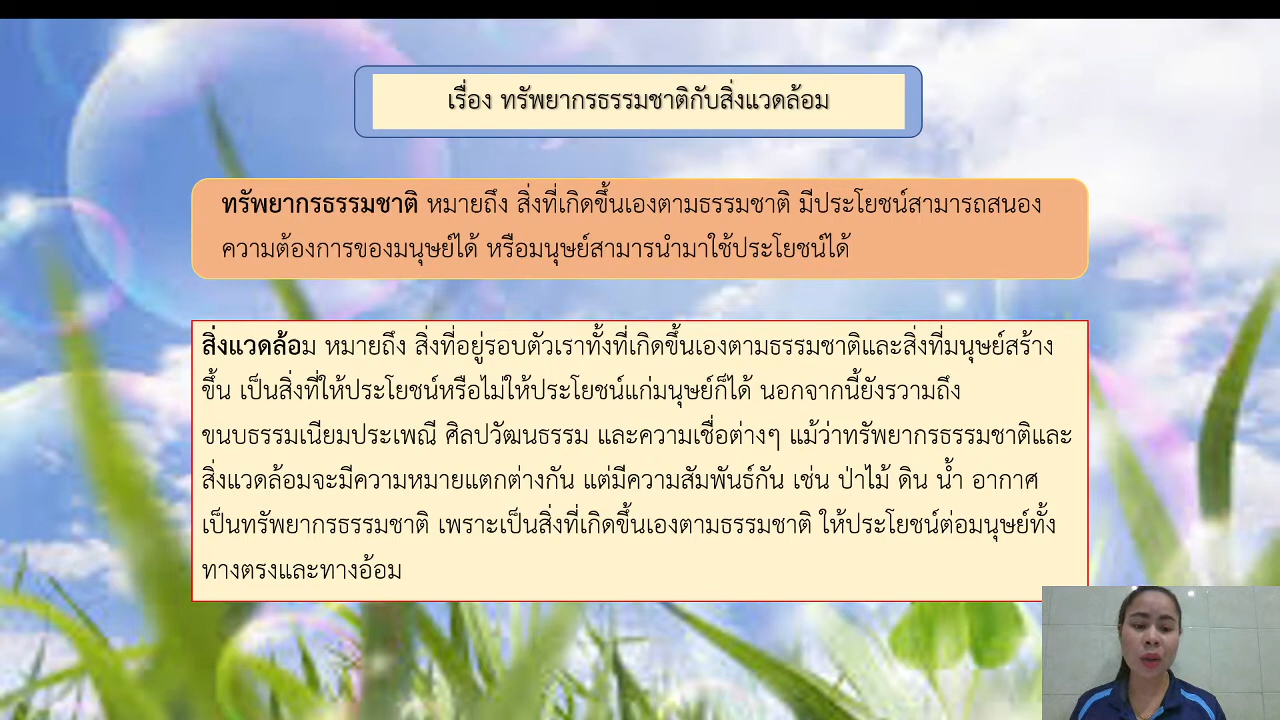 เรื่อง ทรัพยากรธรรมชาติกับสิ่งแวดล้อม
ทรัพยากรธรรมชาติ หมายถึง สิ่งที่เกิดขึ้นเองตามธรรมชาติ มีประโยชน์สามารถสนอง
ความต้องการของมนุษย์ได้ หรือมนุษย์สามารนำมาใช้ประโยชน์ได้
สิ่งแวดล้อม หมายถึง สิ่งที่อยู่รอบตัวเราทั้งที่เกิดขึ้นเองตามธรรมชาติและสิ่งที่มนุษย์สร้าง
ขึ้น เป็นสิ่งที่ให้ประโยชน์หรือไม่ให้ประโยชน์แก่มนุษย์ก็ได้ นอกจากนี้ยังรวามถึง
ขนบธรรมเนียมประเพณี ศิลปวัฒนธรรม และความเชื่อต่างๆ แม้ว่าทรัพยากรธรรมชาติและ
สิ่งแวดล้อมจะมีความหมายแตกต่างกัน แต่มีความสัมพันธ์กัน เช่น ป่าไม้ ดิน น้ำ อากาศ
เป็นทรัพยากรธรรมชาติ เพราะเป็นสิ่งที่เกิดขึ้นเองตามธรรมชาติ ให้ประโยชน์ต่อมนุษย์ทั้ง
ทางตรงและทางอ้อม